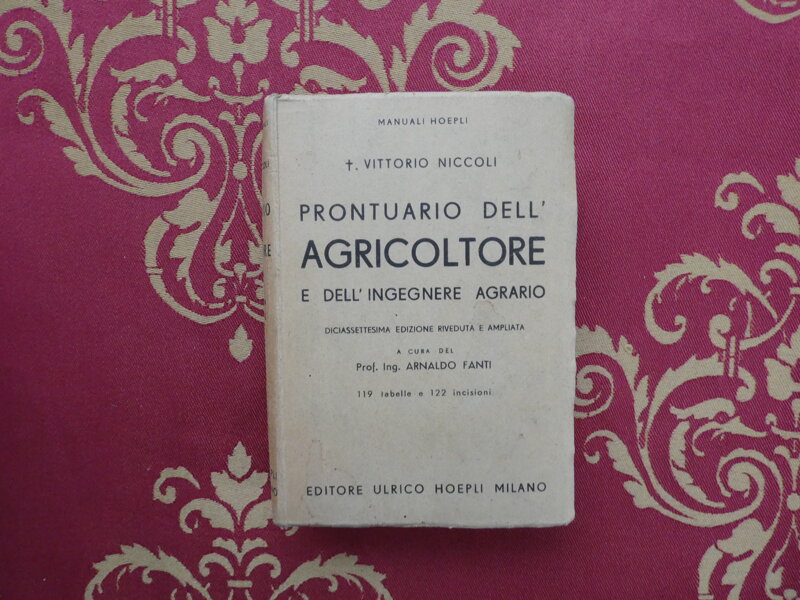 MANUALI HOEPLI
†. VITTORIO NICCOLI
PRONTUARIO DELL'
AGRICOLTORE
E DELL'INGEGNERE AGRARIO
DICIASSETTESIMA EDIZIONE RIVEDUTA E AMPLIATA
A CURA DEL
Prof. Ing. ARNALDO FANTI
119 tabelle e 122 incisioni
EDITORE ULRICO HOEPLI MILANO